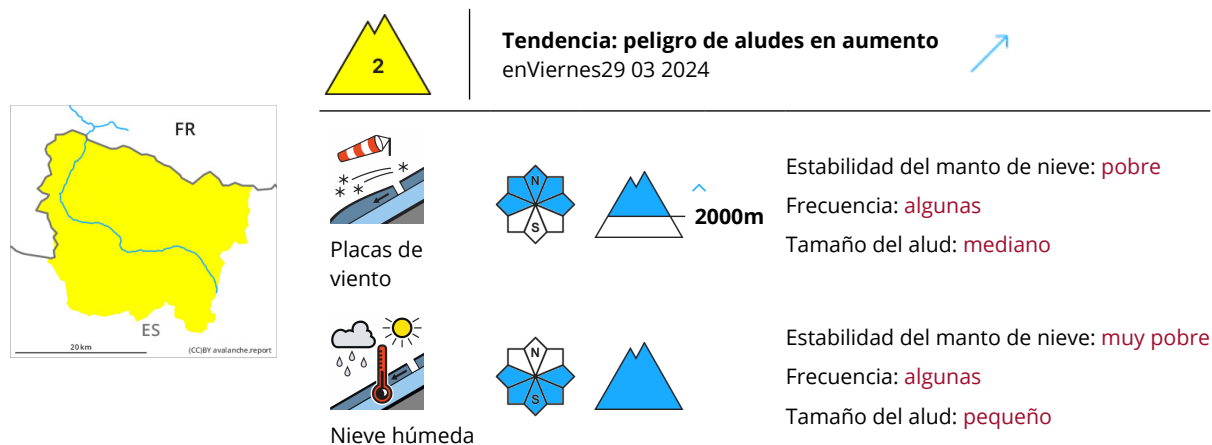 2
Tendencia: peligro de aludes en aumento
enViernes29 03 2024
FR
ES
20 km
(CC)BY avalanche.report
N
S
2000m
Placas de
viento
Estabilidad del manto de nieve: pobre
Frecuencia: algunas
Tamaño del alud: mediano
N
S
Nieve húmeda
Estabilidad del manto de nieve: muy pobre
Frecuencia: algunas
Tamaño del alud: pequeño